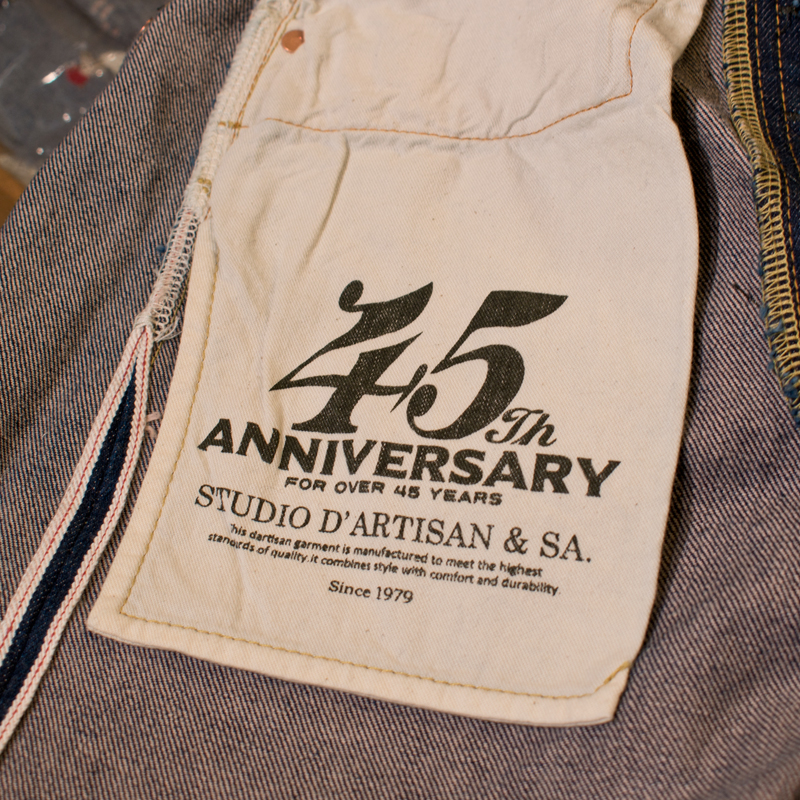 45Th
ANNIVERSARY
FOR OVER 45 YEARS
STUDIO D'ARTISAN & SA.
This dartisan garment is manufactured to meet the highest
standrds of quality.it combines style with comfort and durability.
Since 1979